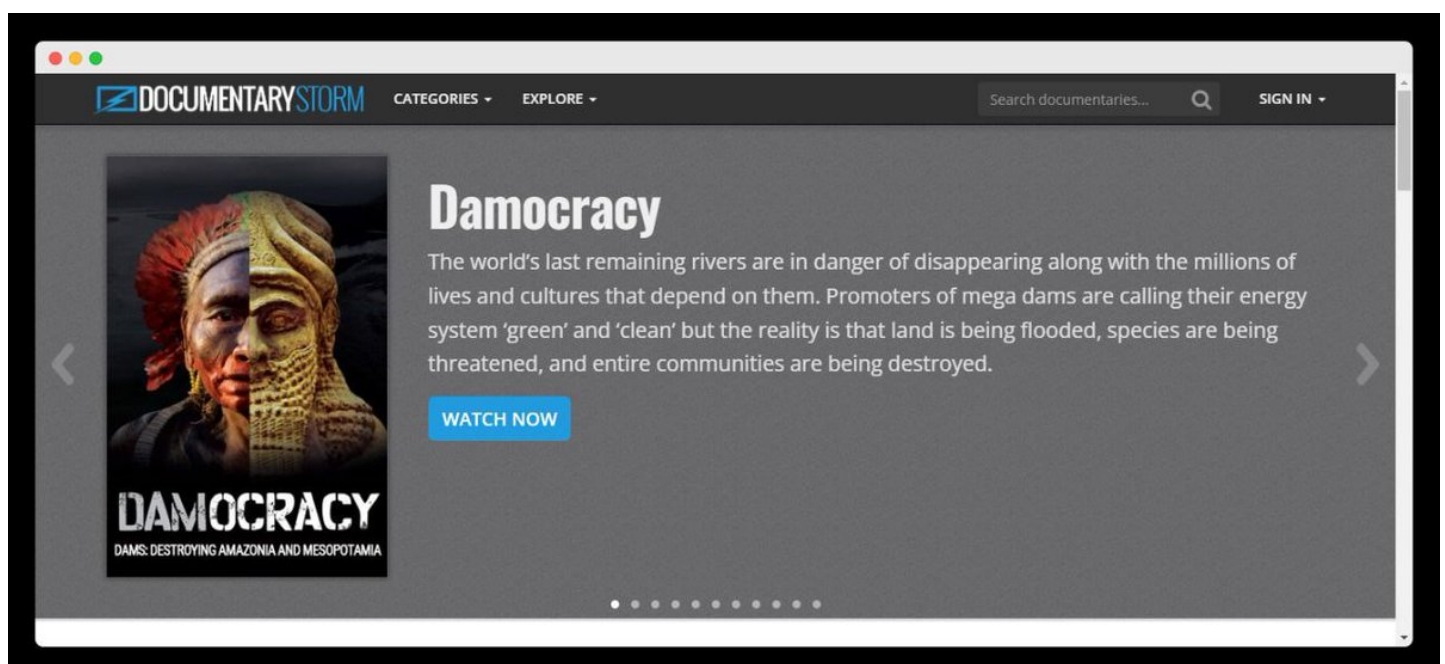 DOCUMENTARYSTORM
CATEGORIES
EXPLORE
Search documentaries...
SIGN IN
Damocracy
The world's last remaining rivers are in danger of disappearing along with the millions of
lives and cultures that depend on them. Promoters of mega dams are calling their energy
system ‘green’ and ‘clean’ but the reality is that land is being flooded, species are being
threatened, and entire communities are being destroyed.
WATCH NOW
DAMOCRACY
DAMS: DESTROYING AMAZONIA AND MESOPOTAMIA